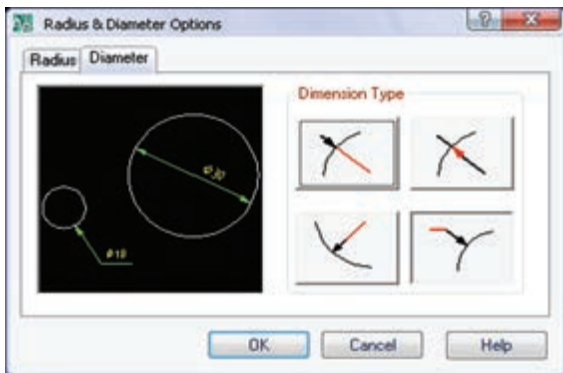 Radius & Diameter Options
Radius Diameter
Dimension Type
Ø30
Ø10
OK Cancel Help